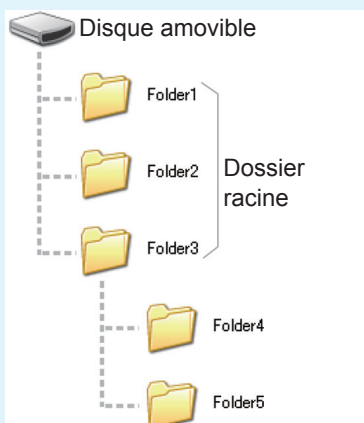 Disque amovible
Folder1
Folder2
Dossier
racine
Folder3
Folder4
Folder5